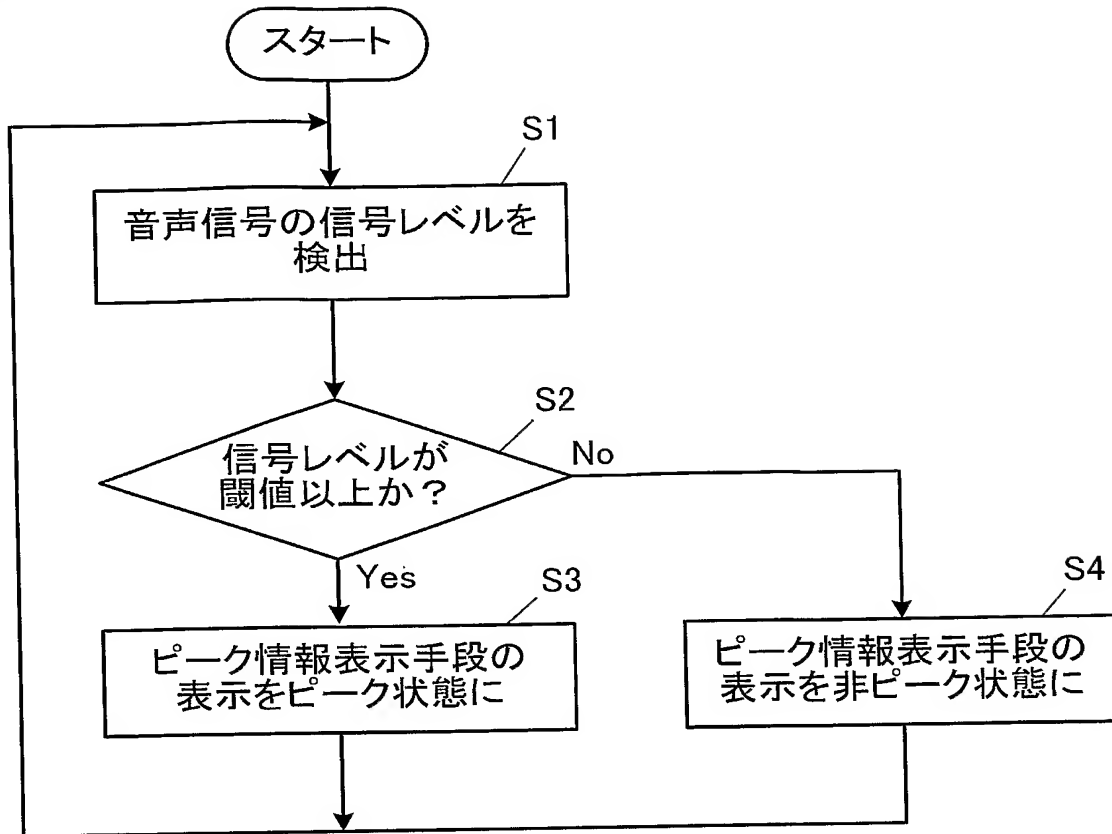 スタート
S1
音声信号の信号レベルを
検出
S2
信号レベルが
閾値以上か?
No
Yes
S3
ピーク情報表示手段の
表示をピーク状態に
S4
ピーク情報表示手段の
表示を非ピーク状態に